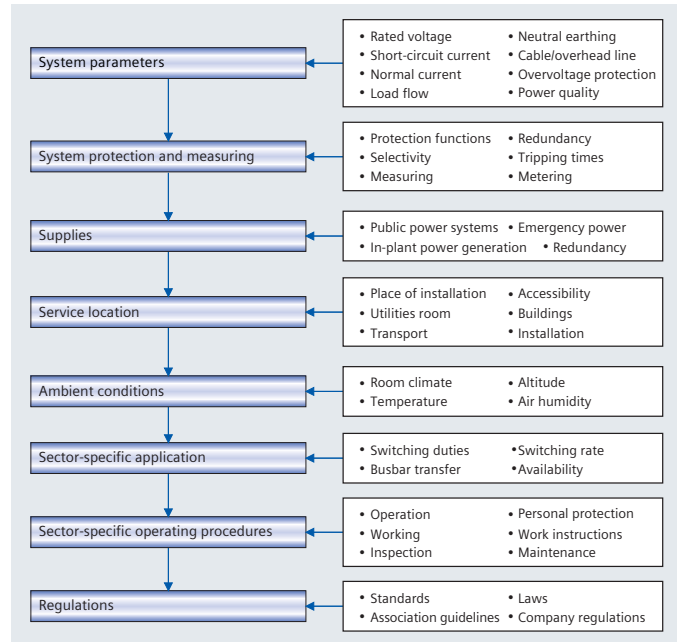 System parameters
• Rated voltage • Neutral earthing
• Short-circuit current • Cable/overhead line
• Normal current • Overvoltage protection
• Load flow • Power quality
System protection and measuring
• Protection functions • Redundancy
• Selectivity • Tripping times
• Measuring • Metering
Supplies
• Public power systems • Emergency power
• In-plant power generation • Redundancy
Service location
• Place of installation • Accessibility
• Utilities room • Buildings
• Transport • Installation
Ambient conditions
• Room climate • Altitude
• Temperature • Air humidity
Sector-specific application
• Switching duties •Switching rate
• Busbar transfer •Availability
Sector-specific operating procedures
• Operation • Personal protection
• Working • Work instructions
• Inspection • Maintenance
Regulations
• Standards • Laws
• Association guidelines • Company regulations